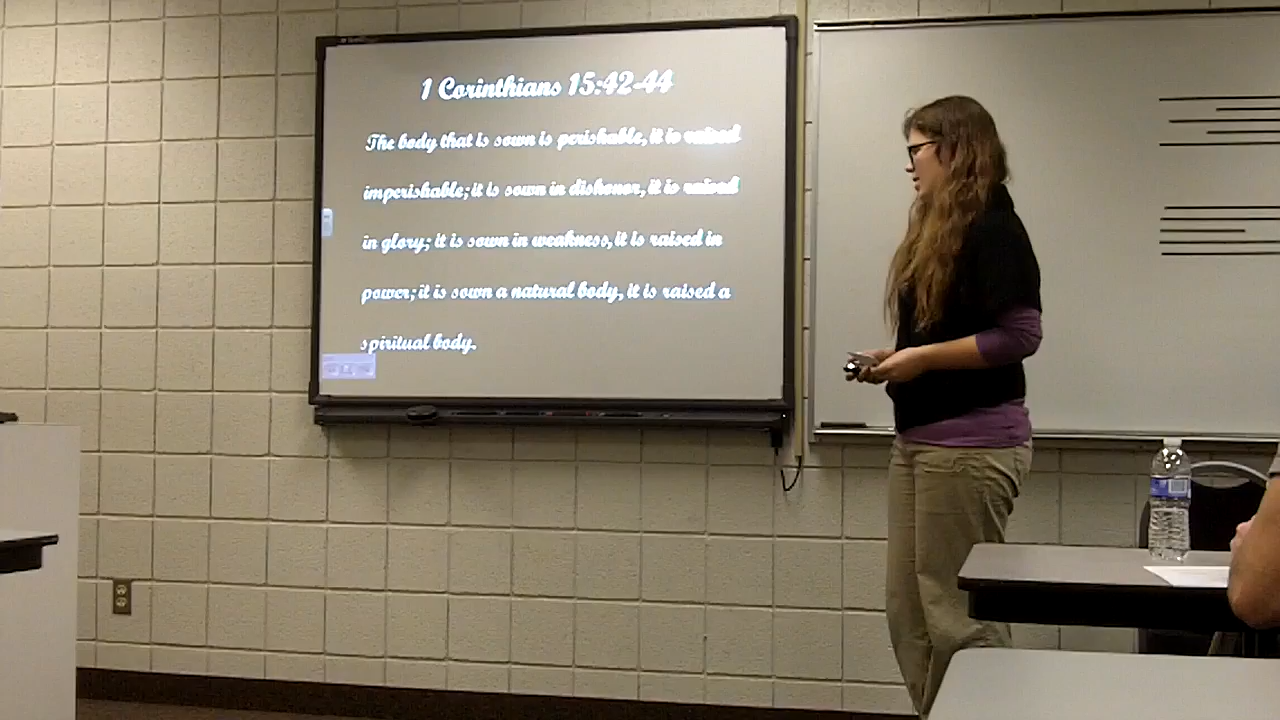 1 Corinthians 15:42-44
The body that is sown is perishable, it is raised
imperishable; it is sown in dishonor, it is raised
in glory; it is sown in weakness, it is raised in
power; it is sown a natural body, it is raised a
spiritual body.